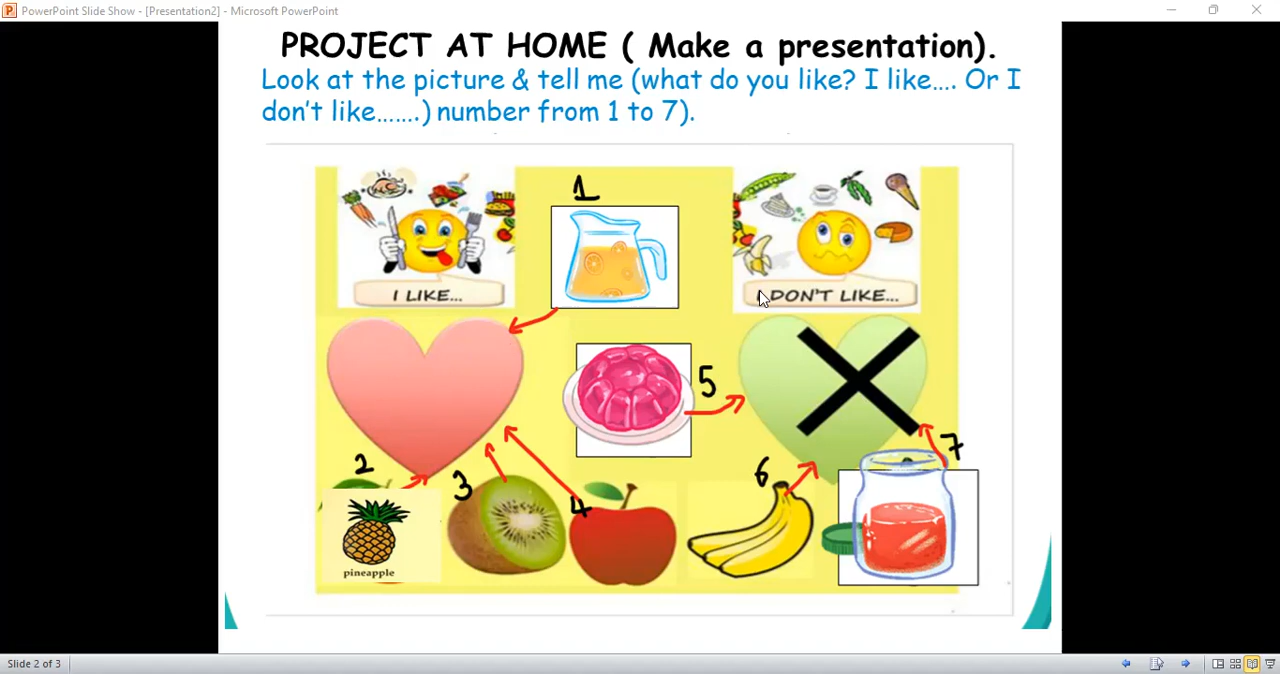 PowerPoint Slide Show - [Presentation2] - Microsoft PowerPoint
PROJECT AT HOME ( Make a presentation).
Look at the picture & tell me (what do you like? I like.... Or I
don't like.......) number from 1 to 7).
1
I LIKE...
I DON'T LIKE...
5
2
3
4
6
7
pineapple
Slide 2 of 3